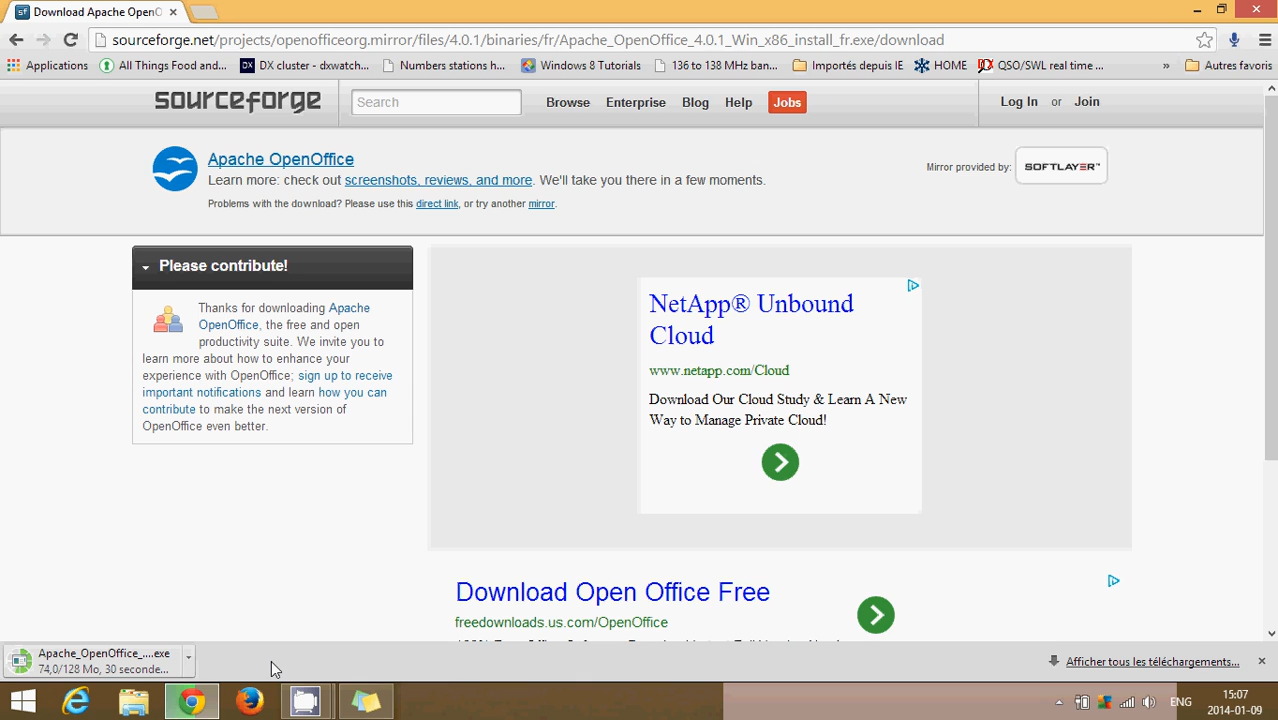 Download Apache OpenO
sourceforge.net/projects/openofficeorg.mirror/files/4.0.1/binaries/fr/Apache_OpenOffice_4.0.1_Win_x86_install_fr.exe/download
Applications
All Things Food and...
DX cluster - dxwatch...
Numbers stations h...
Windows 8 Tutorials
136 to 138 MHz ban...
Importés depuis IE
HOME
QSO/SWL real time ...
»
Autres favoris
sourceforge
Search
Browse
Enterprise
Blog
Help
Jobs
Log In or Join
Apache OpenOffice
Learn more: check out screenshots, reviews, and more. We'll take you there in a few moments.
Problems with the download? Please use this direct link, or try another mirror.
Mirror provided by: SOFTLAYER™
Please contribute!
Thanks for downloading Apache
OpenOffice, the free and open
productivity suite. We invite you to
learn more about how to enhance your
experience with OpenOffice; sign up to receive
important notifications and learn how you can
contribute to make the next version of
OpenOffice even better.
NetApp® Unbound
Cloud
www.netapp.com/Cloud
Download Our Cloud Study & Learn A New
Way to Manage Private Cloud!
Download Open Office Free
freedownloads.us.com/OpenOffice
Apache_OpenOffice_....exe
74,0/128 Mo, 30 seconde...
Afficher tous les téléchargements...
ENG
15:07
2014-01-09